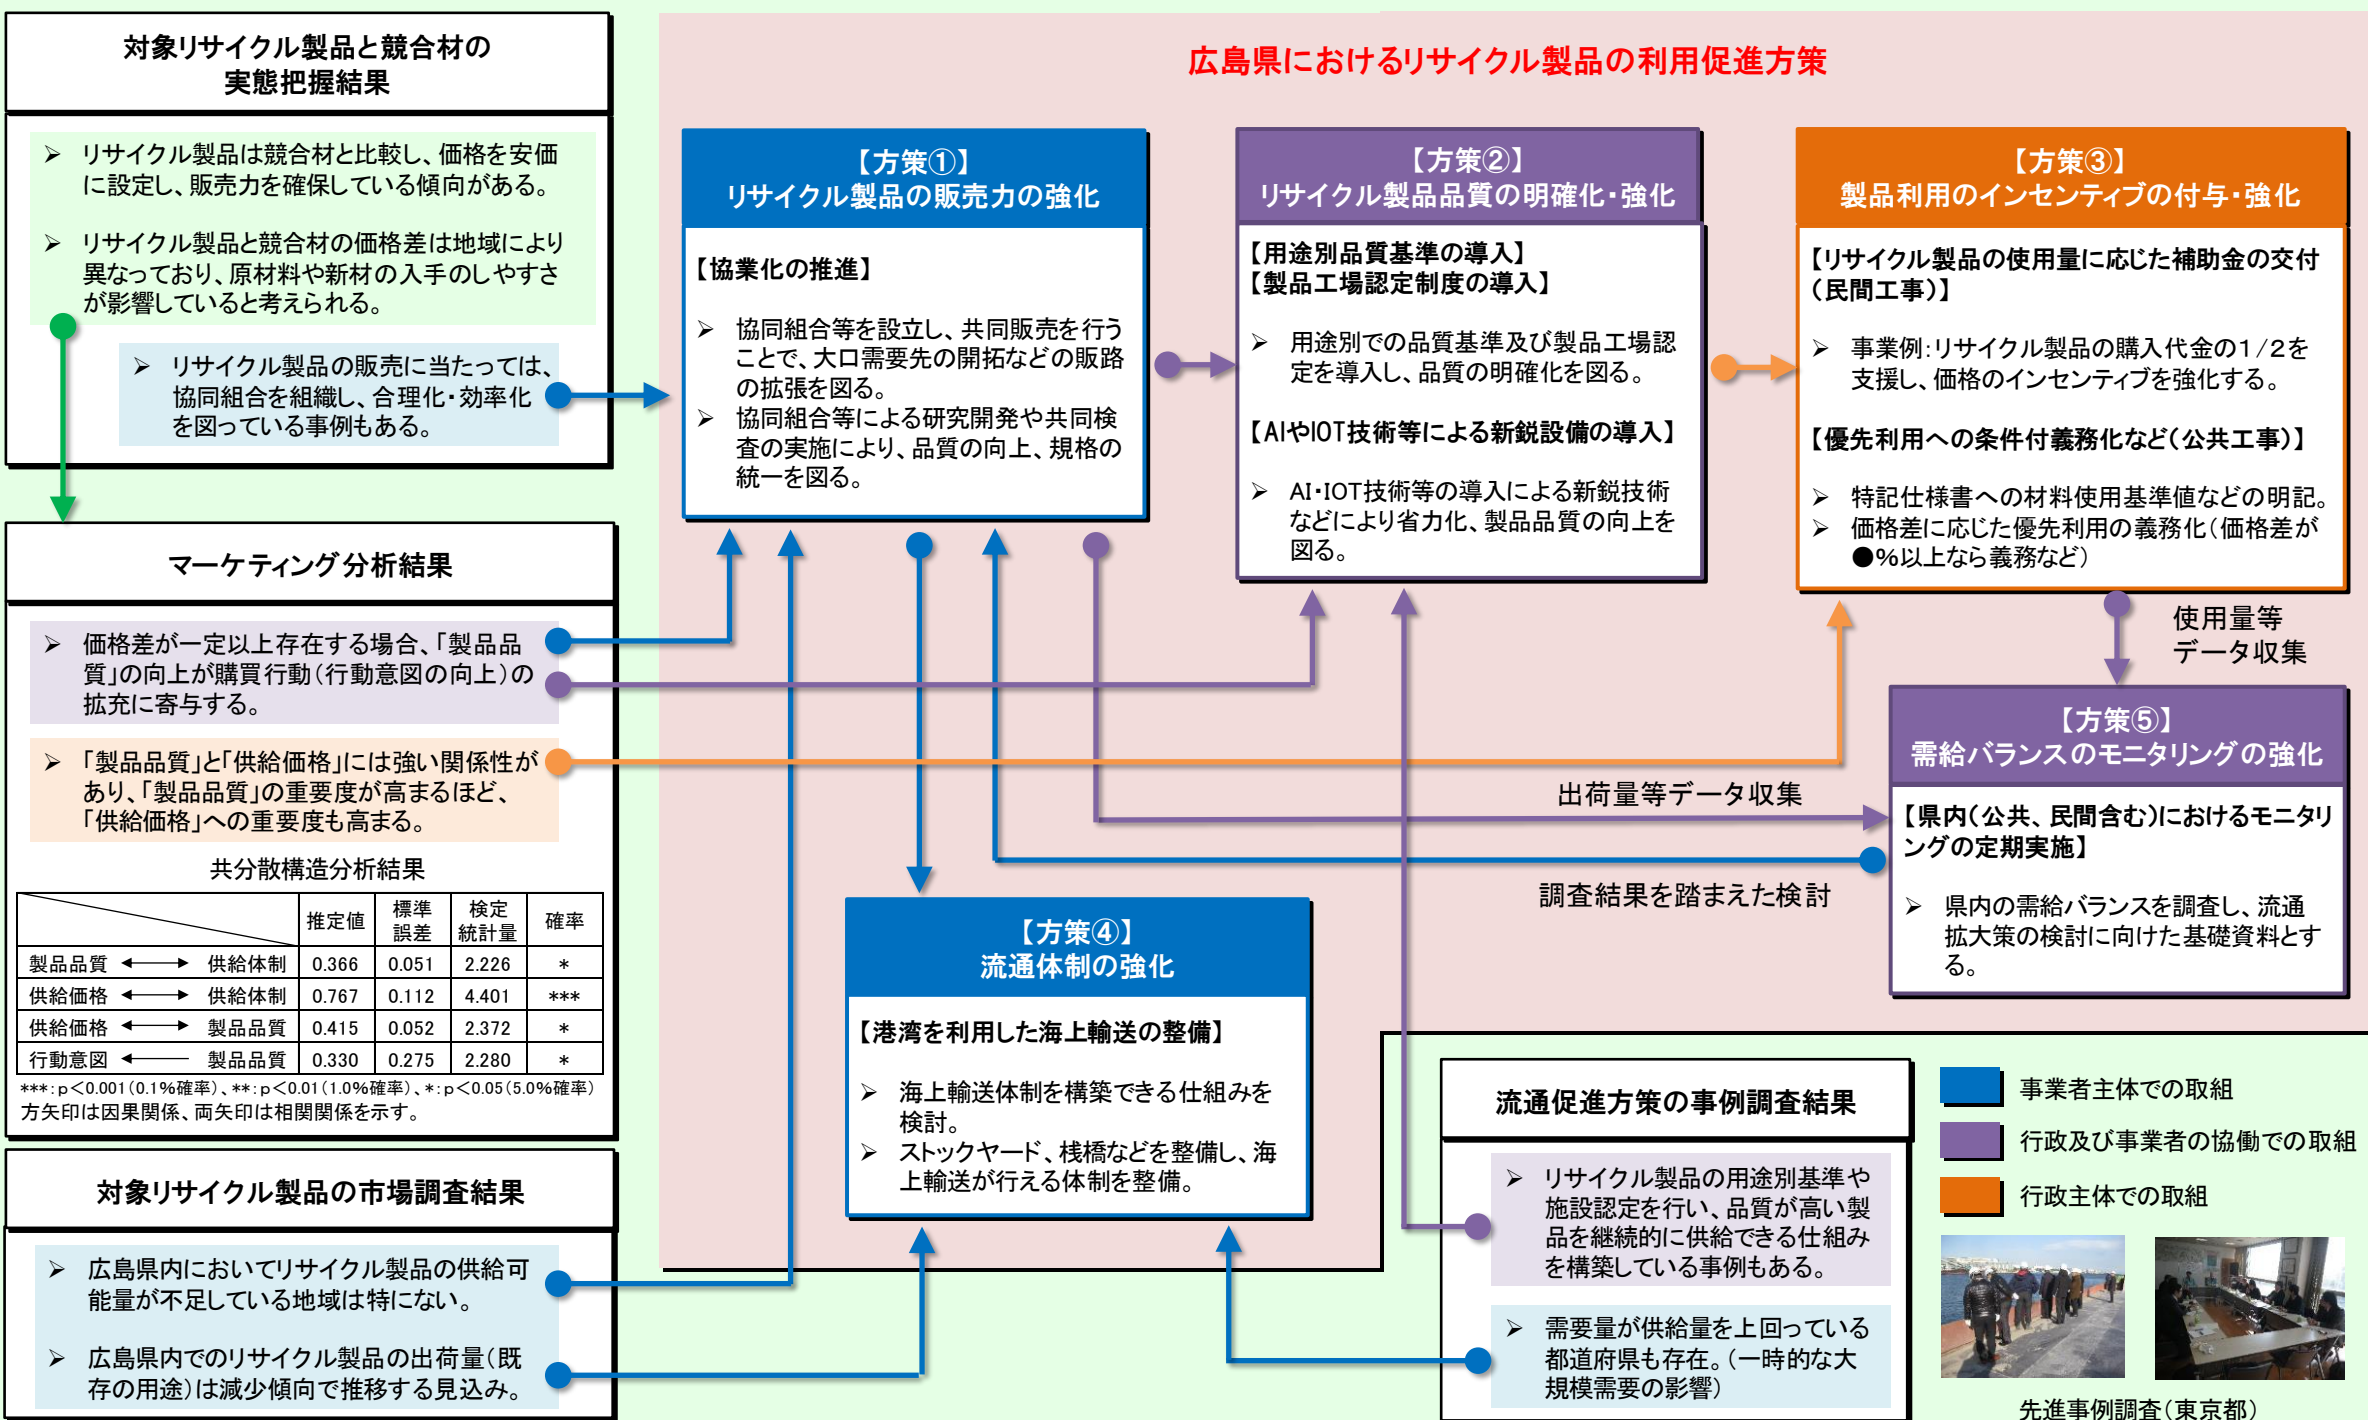 対象リサイクル製品と競合材の
実態把握結果
➢ リサイクル製品は競合材と比較し、価格を安価
に設定し、販売力を確保している傾向がある。
➢ リサイクル製品と競合材の価格差は地域により
異なっており、原材料や新材の入手のしやすさ
が影響していると考えられる。
➢ リサイクル製品の販売に当たっては、
協同組合を組織し、合理化・効率化
を図っている事例もある。
マーケティング分析結果
➢ 価格差が一定以上存在する場合、「製品品
質」の向上が購買行動(行動意図の向上)の
拡充に寄与する。
➢ 「製品品質」と「供給価格」には強い関係性が
あり、「製品品質」の重要度が高まるほど、
「供給価格」への重要度も高まる。
共分散構造分析結果
推定値 標準誤差 検定統計量 確率
製品品質 ←→ 供給体制 0.366 0.051 2.226 *
供給価格 ←→ 供給体制 0.767 0.112 4.401 ***
供給価格 ←→ 製品品質 0.415 0.052 2.372 *
行動意図 ← 製品品質 0.330 0.275 2.280 *
***:p<0.001(0.1%確率)、**:p<0.01(1.0%確率)、*:p<0.05(5.0%確率)
方矢印は因果関係、両矢印は相関関係を示す。
対象リサイクル製品の市場調査結果
➢ 広島県内においてリサイクル製品の供給可
能量が不足している地域は特にない。
➢ 広島県内でのリサイクル製品の出荷量(既
存の用途)は減少傾向で推移する見込み。
広島県におけるリサイクル製品の利用促進方策
【方策①】
リサイクル製品の販売力の強化
【協業化の推進】
➢ 協同組合等を設立し、共同販売を行う
ことで、大口需要先の開拓などの販路
の拡張を図る。
➢ 協同組合等による研究開発や共同検
査の実施により、品質の向上、規格の
統一を図る。
【方策②】
リサイクル製品品質の明確化・強化
【用途別品質基準の導入】
【製品工場認定制度の導入】
➢ 用途別での品質基準及び製品工場認
定を導入し、品質の明確化を図る。
【AIやIOT技術等による新鋭設備の導入】
➢ AI・IOT技術等の導入による新鋭技術
などにより省力化、製品品質の向上を
図る。
【方策③】
製品利用のインセンティブの付与・強化
【リサイクル製品の使用量に応じた補助金の交付
(民間工事)】
➢ 事業例:リサイクル製品の購入代金の1/2を
支援し、価格のインセンティブを強化する。
【優先利用への条件付義務化など(公共工事)】
➢ 特記仕様書への材料使用基準値などの明記。
➢ 価格差に応じた優先利用の義務化(価格差が
●%以上なら義務など)
使用量等
データ収集
出荷量等データ収集
調査結果を踏まえた検討
【方策⑤】
需給バランスのモニタリングの強化
【県内(公共、民間含む)におけるモニタリ
ングの定期実施】
➢ 県内の需給バランスを調査し、流通
拡大策の検討に向けた基礎資料とす
る。
【方策④】
流通体制の強化
【港湾を利用した海上輸送の整備】
➢ 海上輸送体制を構築できる仕組みを
検討。
➢ ストックヤード、桟橋などを整備し、海
上輸送が行える体制を整備。
流通促進方策の事例調査結果
➢ リサイクル製品の用途別基準や
施設認定を行い、品質が高い製
品を継続的に供給できる仕組み
を構築している事例もある。
➢ 需要量が供給量を上回っている
都道府県も存在。(一時的な大
規模需要の影響)
事業者主体での取組
行政及び事業者の協働での取組
行政主体での取組
先進事例調査(東京都)